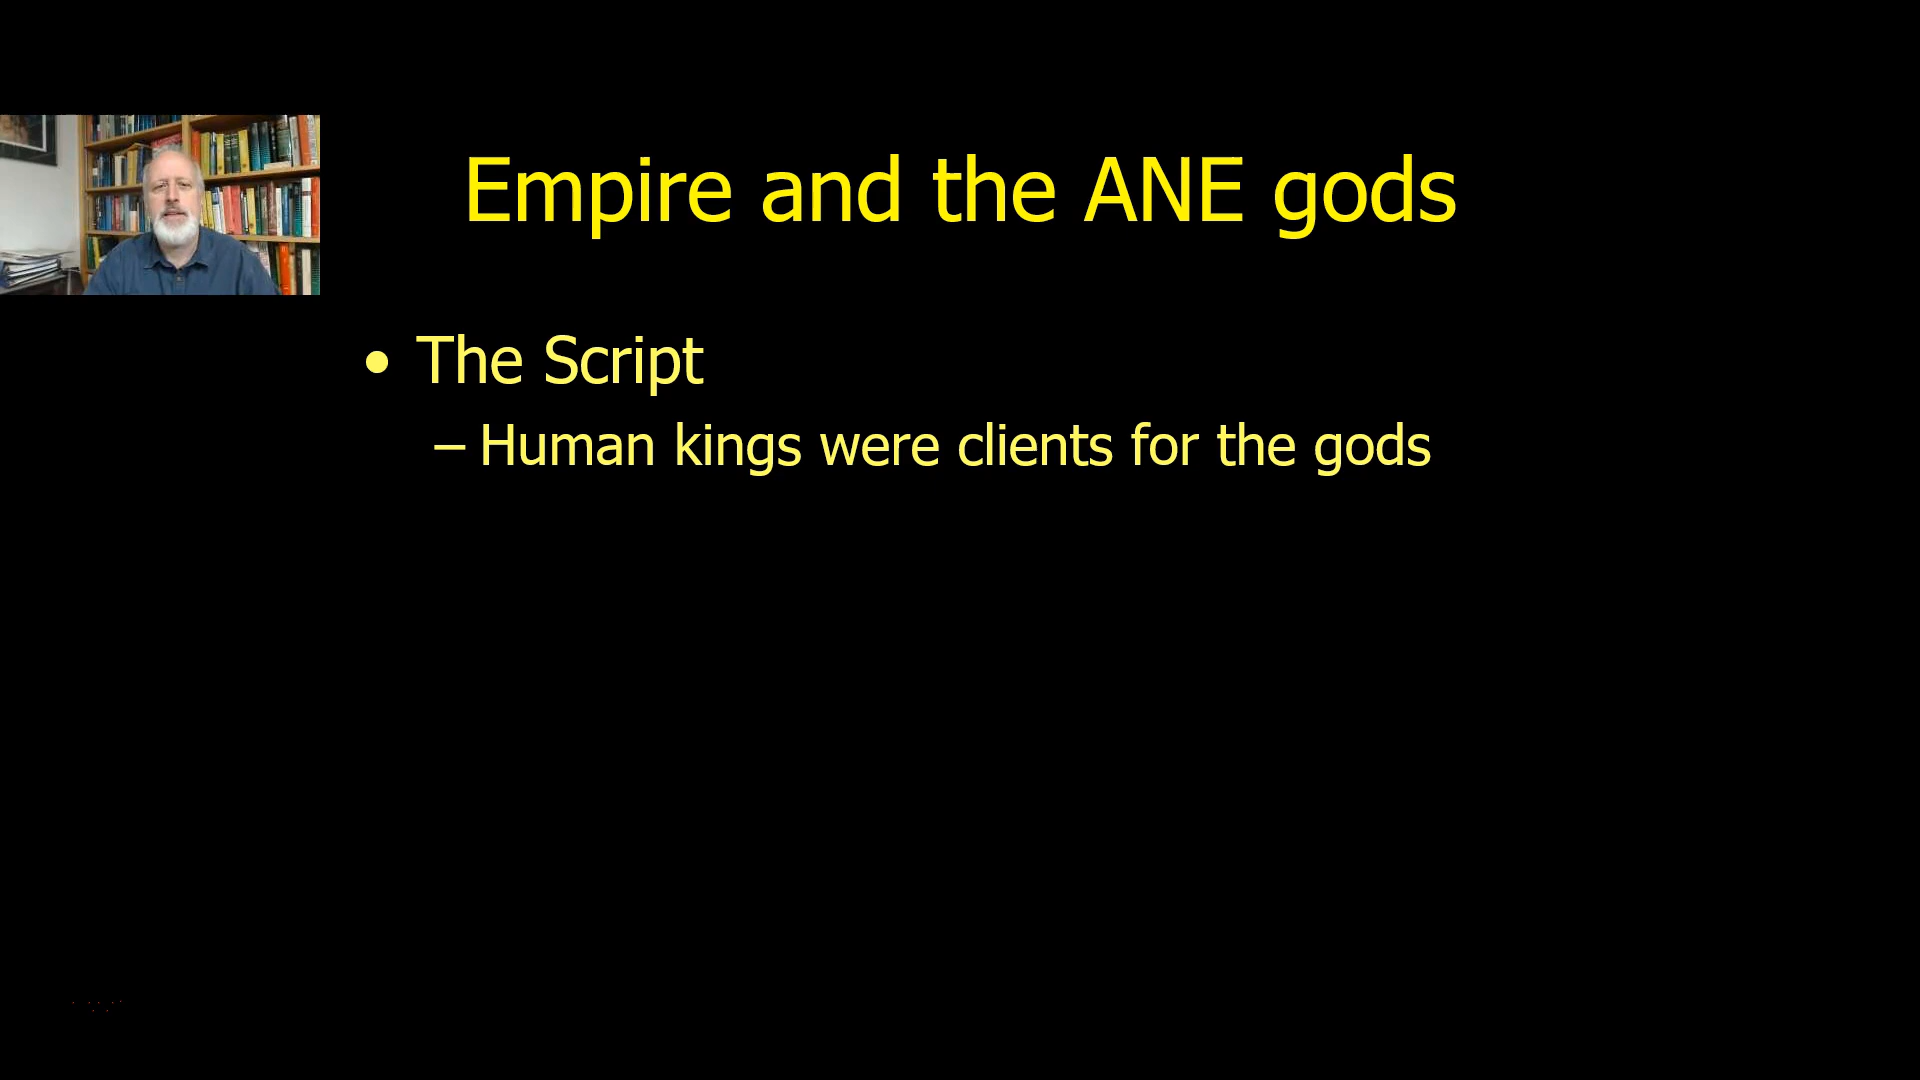 Empire and the ANE gods
• The Script
– Human kings were clients for the gods